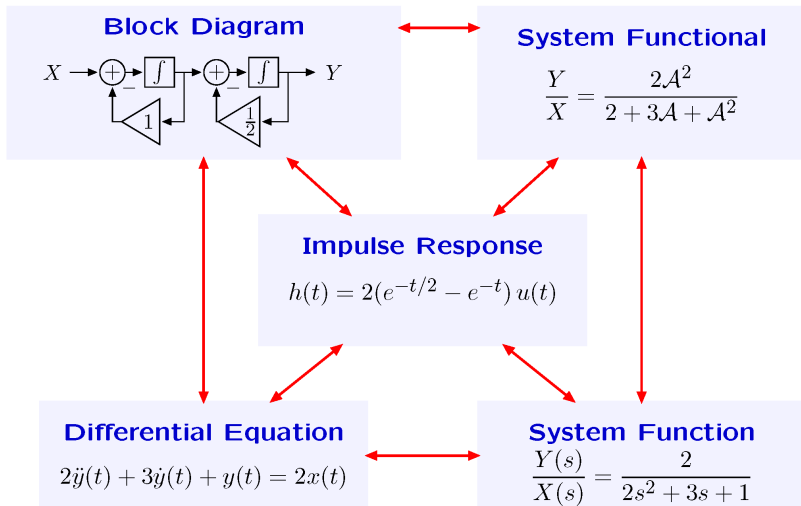 Block Diagram
X + − ∫ + − ∫ Y
1 1/2
System Functional
Y/X = 2𝒜²/(2 + 3𝒜 + 𝒜²)
Impulse Response
h(t) = 2(e^{−t/2} − e^{−t}) u(t)
Differential Equation
2ÿ(t) + 3ẏ(t) + y(t) = 2x(t)
System Function
Y(s)/X(s) = 2/(2s² + 3s + 1)